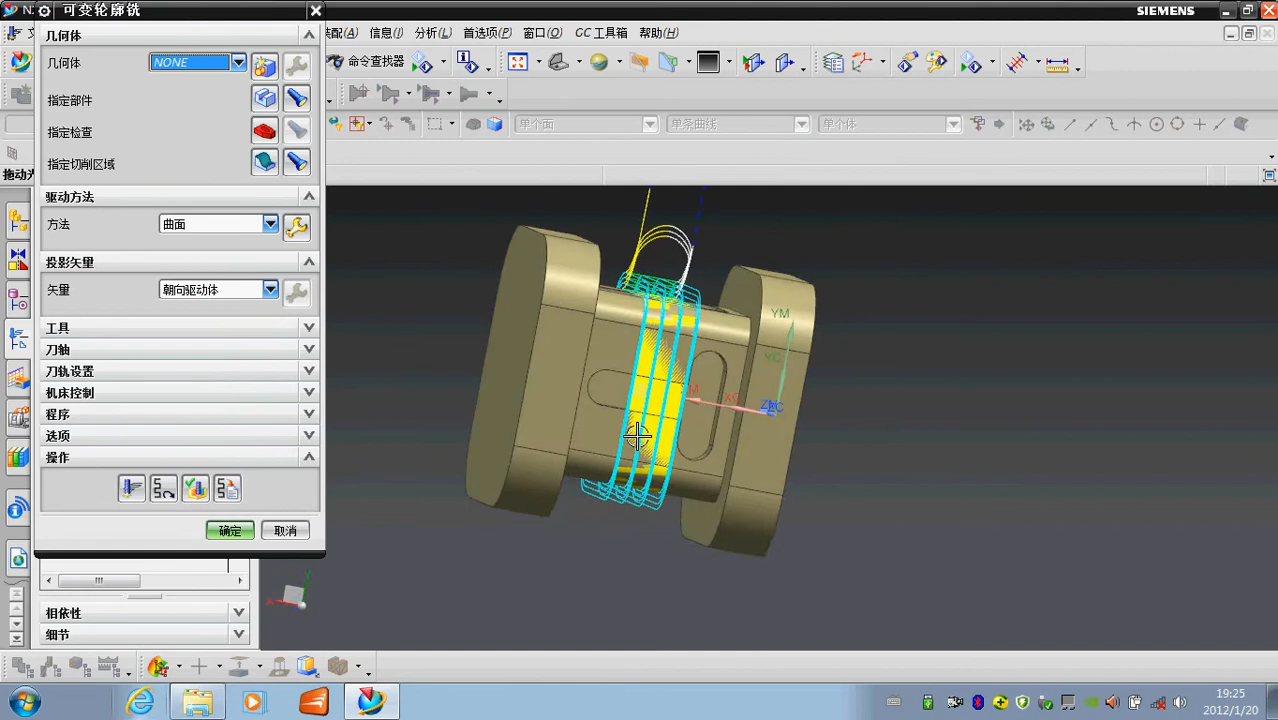 可变轮廓铣
SIEMENS
几何体
装配(A) 信息(I) 分析(L) 首选项(P) 窗口(O) CC 工具箱 帮助(H)
几何体
NONE
命令查找器
指定部件
指定检查
单个面
单条曲线
单个体
指定切削区域
拖动
驱动方法
方法
曲面
投影矢量
矢量
朝向驱动体
工具
刀轴
刀轨设置
机床控制
程序
选项
操作
确定
取消
YM
YC
XC
相依性
细节
X
Y
19:25
2012/1/20